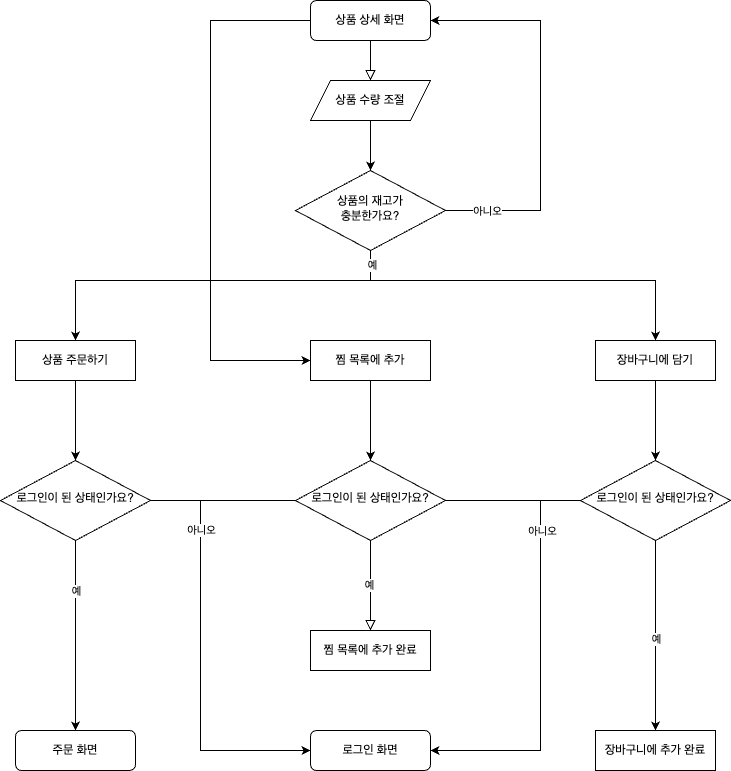 상품 상세 화면
상품 수량 조절
상품의 재고가
충분한가요?
아니오
예
상품 주문하기
찜 목록에 추가
장바구니에 담기
로그인이 된 상태인가요?
로그인이 된 상태인가요?
로그인이 된 상태인가요?
아니오
아니오
예
예
예
찜 목록에 추가 완료
주문 화면
로그인 화면
장바구니에 추가 완료